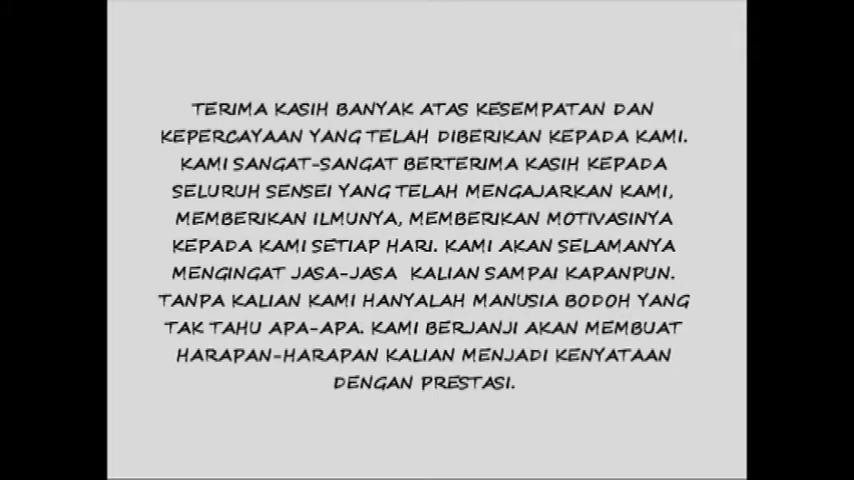 TERIMA KASIH BANYAK ATAS KESEMPATAN DAN
KEPERCAYAAN YANG TELAH DIBERIKAN KEPADA KAMI.
KAMI SANGAT-SANGAT BERTERIMA KASIH KEPADA
SELURUH SENSEI YANG TELAH MENGAJARKAN KAMI,
MEMBERIKAN ILMUNYA, MEMBERIKAN MOTIVASINYA
KEPADA KAMI SETIAP HARI. KAMI AKAN SELAMANYA
MENGINGAT JASA-JASA KALIAN SAMPAI KAPANPUN.
TANPA KALIAN KAMI HANYALAH MANUSIA BODOH YANG
TAK TAHU APA-APA. KAMI BERJANJI AKAN MEMBUAT
HARAPAN-HARAPAN KALIAN MENJADI KENYATAAN
DENGAN PRESTASI.